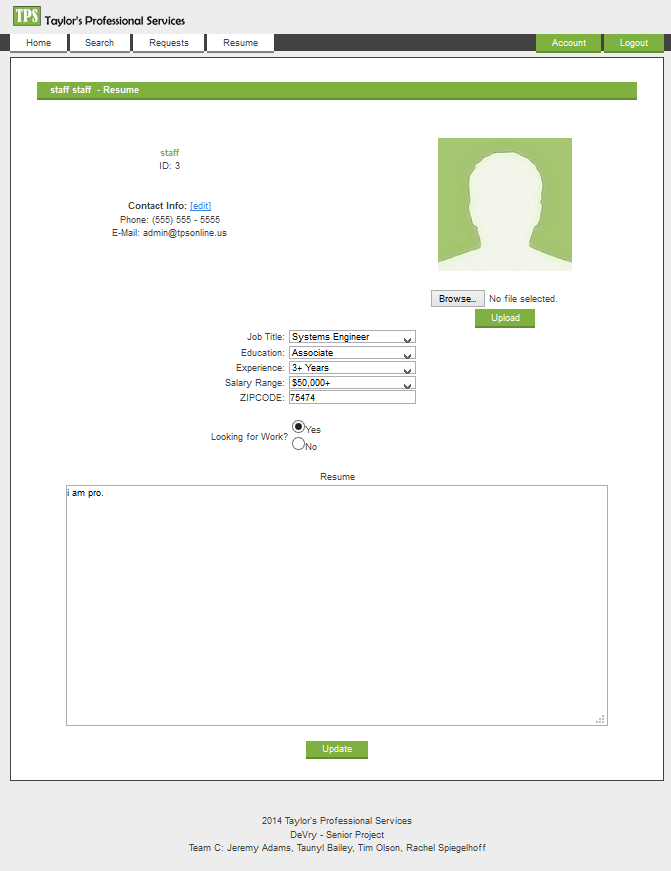 TPS Taylor's Professional Services
Home Search Requests Resume Account Logout
staff staff - Resume
staff
ID: 3
Contact Info: [edit]
Phone: (555) 555 - 5555
E-Mail: admin@tpsonline.us
Browse... No file selected.
Upload
Job Title: Systems Engineer
Education: Associate
Experience: 3+ Years
Salary Range: $50,000+
ZIPCODE: 75474
Looking for Work? Yes
No
Resume
i am pro.
Update
2014 Taylor's Professional Services
DeVry - Senior Project
Team C: Jeremy Adams, Taunyl Bailey, Tim Olson, Rachel Spiegelhoff